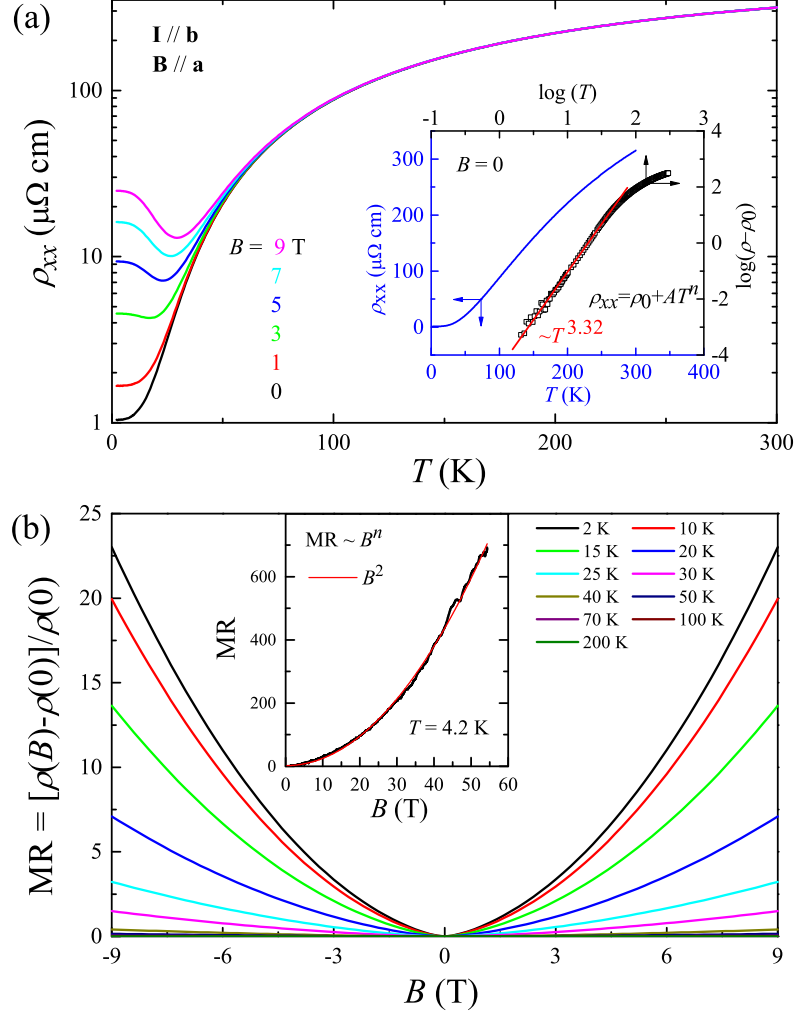 (a)
I // b
B // a
ρxx (μΩ cm)
100
10
1
0
50
100
150
200
250
300
T (K)
B = 9 T
7
5
3
1
0
log (T)
-1
0
1
2
3
B = 0
ρxx (μΩ cm)
300
200
100
0
log(ρ-ρ0)
4
2
0
-2
-4
ρxx=ρ0+ATⁿ
~T^3.32
0
100
200
300
400
T (K)
(b)
MR = [ρ(B)-ρ(0)]/ρ(0)
25
20
15
10
5
0
-9
-6
-3
0
3
6
9
B (T)
MR ~ Bⁿ
B²
MR
600
400
200
0
T = 4.2 K
0
10
20
30
40
50
60
B (T)
2 K
10 K
15 K
20 K
25 K
30 K
40 K
50 K
70 K
100 K
200 K